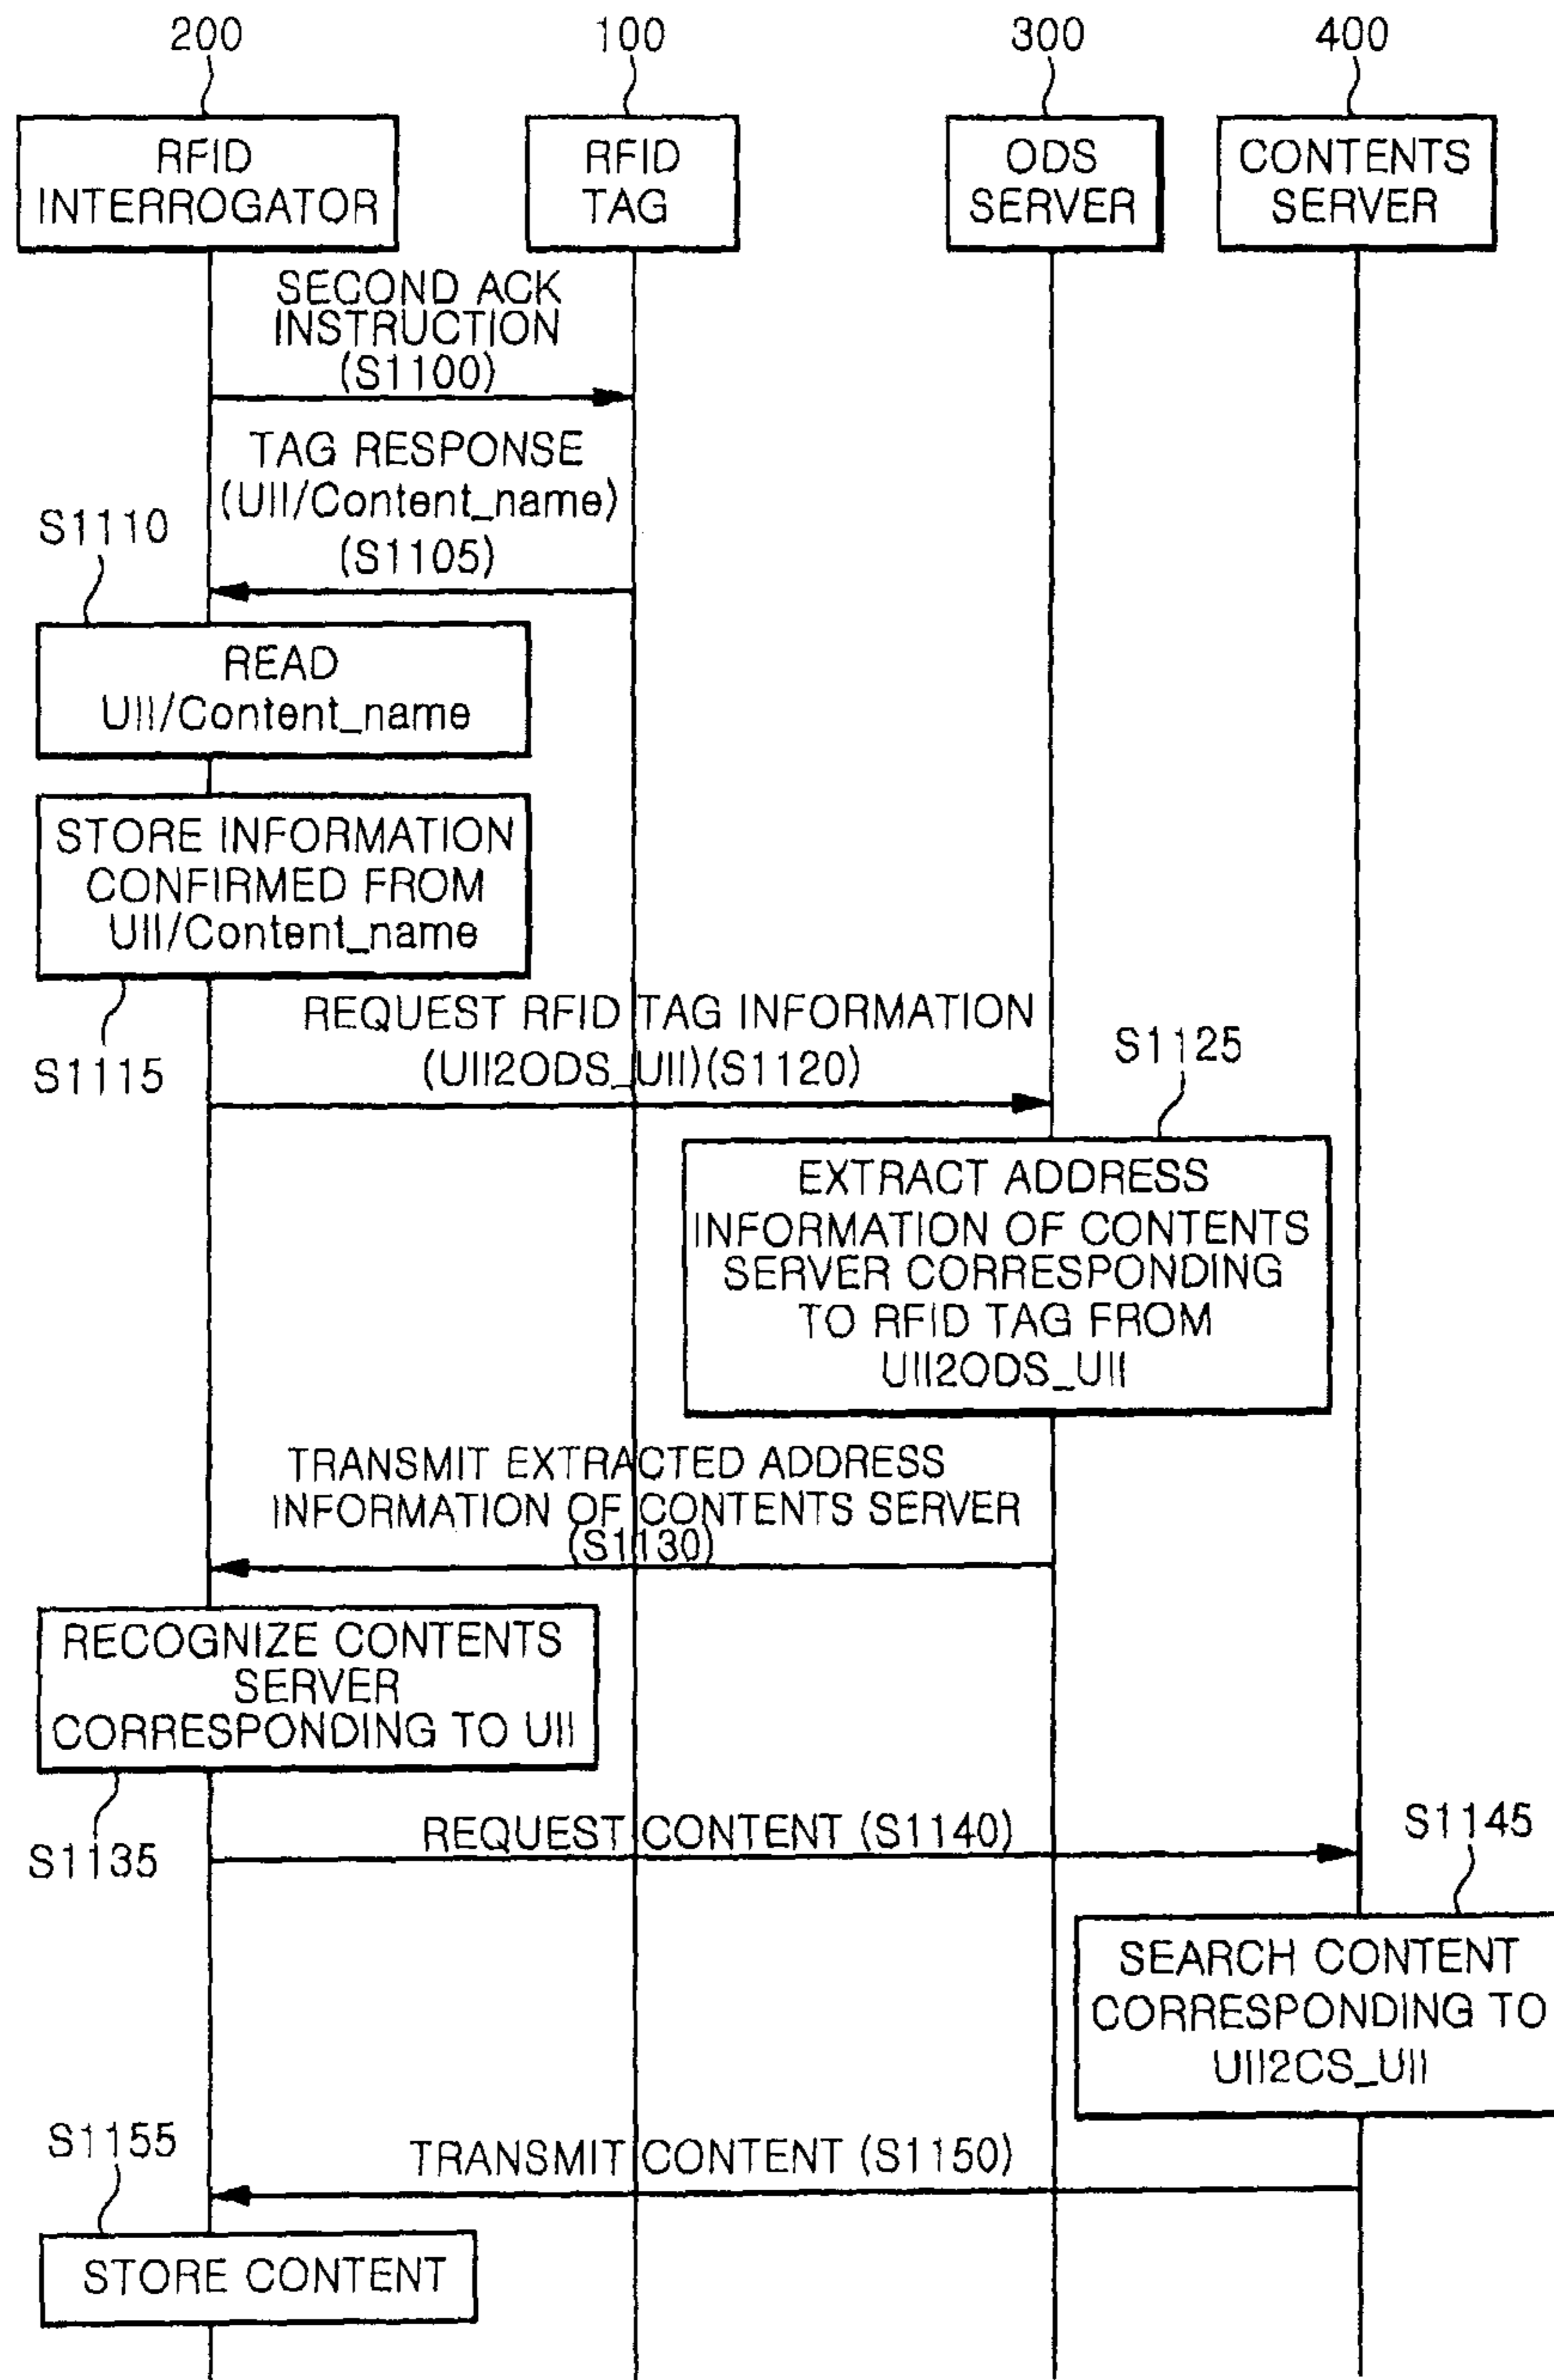 200
100
300
400
RFID
INTERROGATOR
RFID
TAG
ODS
SERVER
CONTENTS
SERVER
SECOND ACK
INSTRUCTION
(S1100)
TAG RESPONSE
(UII/Content_name)
(S1105)
S1110
READ
UII/Content_name
STORE INFORMATION
CONFIRMED FROM
UII/Content_name
S1115
REQUEST RFID TAG INFORMATION
(UII2ODS_UII)(S1120)
S1125
EXTRACT ADDRESS
INFORMATION OF CONTENTS
SERVER CORRESPONDING
TO RFID TAG FROM
UII2ODS_UII
TRANSMIT EXTRACTED ADDRESS
INFORMATION OF CONTENTS SERVER
(S1130)
RECOGNIZE CONTENTS
SERVER
CORRESPONDING TO UII
S1135
REQUEST CONTENT (S1140)
S1145
SEARCH CONTENT
CORRESPONDING TO
UII2CS_UII
TRANSMIT CONTENT (S1150)
S1155
STORE CONTENT